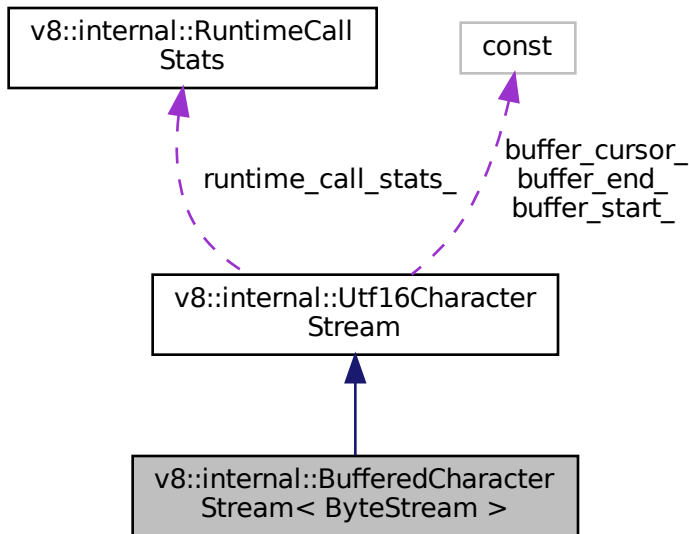 v8::internal::RuntimeCall
Stats
const
runtime_call_stats_
buffer_cursor_
buffer_end_
buffer_start_
v8::internal::Utf16Character
Stream
v8::internal::BufferedCharacter
Stream< ByteStream >